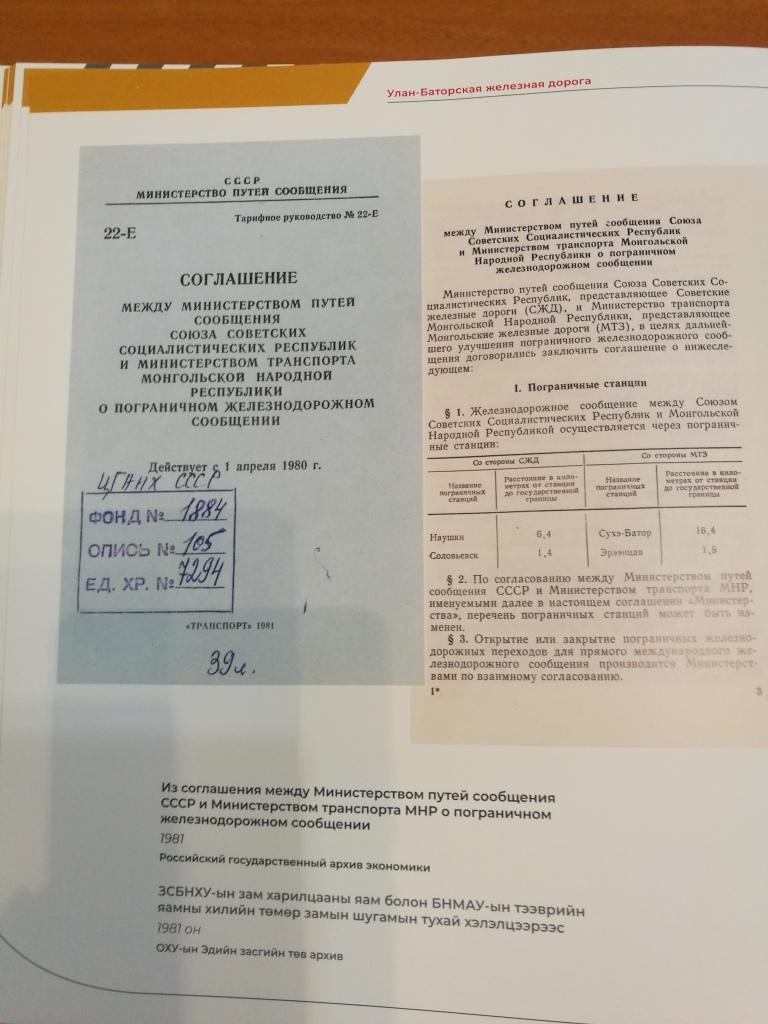 Улан-Баторская железная дорога
СССР
МИНИСТЕРСТВО ПУТЕЙ СООБЩЕНИЯ
Тарифное руководство № 22-Е
22-Е
СОГЛАШЕНИЕ
МЕЖДУ МИНИСТЕРСТВОМ ПУТЕЙ
СООБЩЕНИЯ
СОЮЗА СОВЕТСКИХ
СОЦИАЛИСТИЧЕСКИХ РЕСПУБЛИК
И МИНИСТЕРСТВОМ ТРАНСПОРТА
МОНГОЛЬСКОЙ НАРОДНОЙ
РЕСПУБЛИКИ
О ПОГРАНИЧНОМ ЖЕЛЕЗНОДОРОЖНОМ
СООБЩЕНИИ
Действует с 1 апреля 1980 г.
ЦГАНХ СССР
ФОНД № 1884
ОПИСЬ № 105
ЕД. ХР. № 7294
«ТРАНСПОРТ» 1981
39л.
СОГЛАШЕНИЕ
между Министерством путей сообщения Союза
Советских Социалистических Республик
и Министерством транспорта Монгольской
Народной Республики о пограничном
железнодорожном сообщении
Министерство путей сообщения Союза Советских Со-
циалистических Республик, представляющее Советские
железные дороги (СЖД), и Министерство транспорта
Монгольской Народной Республики, представляющее
Монгольские железные дороги (МТЗ), в целях дальней-
шего улучшения пограничного железнодорожного сооб-
щения договорились заключить соглашение о нижесле-
дующем:
I. Пограничные станции
§ 1. Железнодорожное сообщение между Союзом
Советских Социалистических Республик и Монгольской
Народной Республикой осуществляется через погранич-
ные станции:
Со стороны СЖД
Со стороны МТЗ
Название пограничных станций
Расстояние в кило-метрах от станции до государственной границы
Название пограничных станций
Расстояние в кило-метрах от станции до государственной границы
Наушки 6,4 Сухэ-Батор 16,4
Соловьевск 1,4 Эрэнцав 1,5
§ 2. По согласованию между Министерством путей
сообщения СССР и Министерством транспорта МНР,
именуемыми далее в настоящем соглашении «Министер-
ства», перечень пограничных станций может быть из-
менен.
§ 3. Открытие или закрытие пограничных железно-
дорожных переходов для прямого международного же-
лезнодорожного сообщения производится Министерст-
вами по взаимному согласованию.
1*
3
Из соглашения между Министерством путей сообщения
СССР и Министерством транспорта МНР о пограничном
железнодорожном сообщении
1981
Российский государственный архив экономики
ЗСБНХУ-ын зам харилцааны яам болон БНМАУ-ын тээврийн
яамны хилийн төмөр замын шугамын тухай хэлэлцээрээс
1981 он
ОХУ-ын Эдийн засгийн төв архив